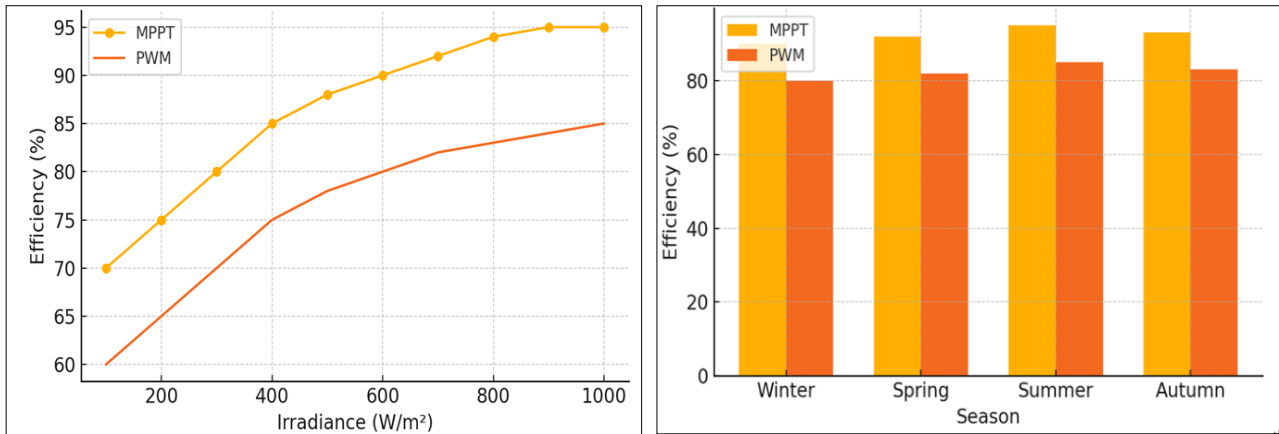 95
90
85
80
75
70
65
60
Efficiency (%)
MPPT
PWM
200
400
600
800
1000
Irradiance (W/m²)
80
60
40
20
0
Efficiency (%)
MPPT
PWM
Winter
Spring
Summer
Autumn
Season